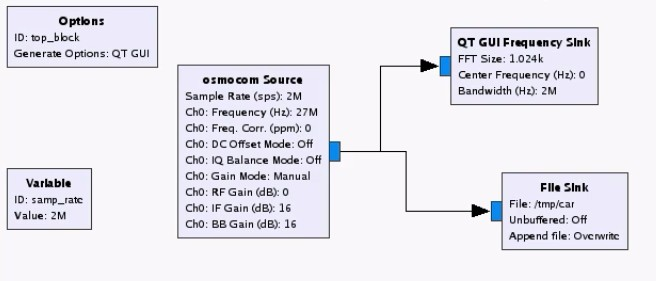 Options
ID: top_block
Generate Options: QT GUI
QT GUI Frequency Sink
FFT Size: 1.024k
Center Frequency (Hz): 0
Bandwidth (Hz): 2M
osmocom Source
Sample Rate (sps): 2M
Ch0: Frequency (Hz): 27M
Ch0: Freq. Corr. (ppm): 0
Ch0: DC Offset Mode: Off
Ch0: IQ Balance Mode: Off
Ch0: Gain Mode: Manual
Ch0: RF Gain (dB): 0
Ch0: IF Gain (dB): 16
Ch0: BB Gain (dB): 16
Variable
ID: samp_rate
Value: 2M
File Sink
File: /tmp/car
Unbuffered: Off
Append file: Overwrite